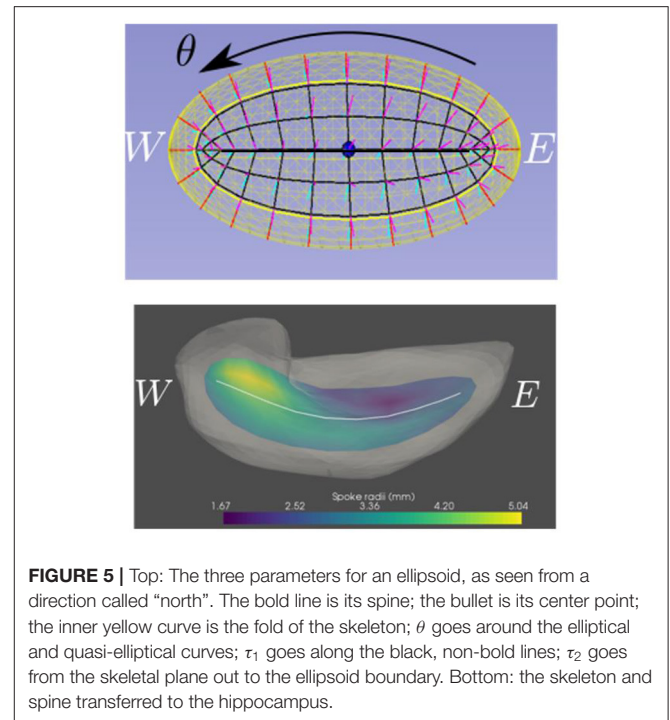 θ
W E
W E
Spoke radii (mm)
1.67 2.52 3.36 4.20 5.04
FIGURE 5 | Top: The three parameters for an ellipsoid, as seen from a
direction called “north”. The bold line is its spine; the bullet is its center point;
the inner yellow curve is the fold of the skeleton; θ goes around the elliptical
and quasi-elliptical curves; τ₁ goes along the black, non-bold lines; τ₂ goes
from the skeletal plane out to the ellipsoid boundary. Bottom: the skeleton and
spine transferred to the hippocampus.